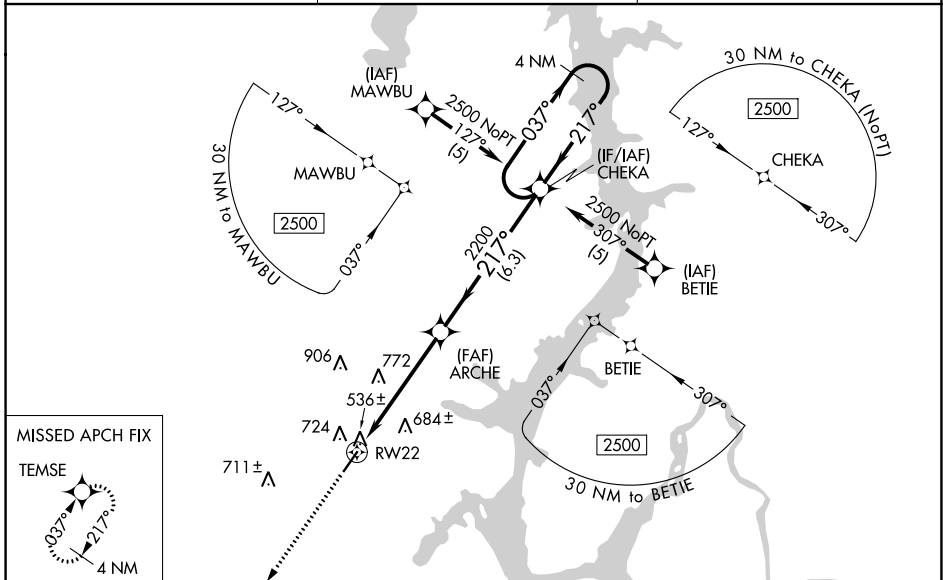 (IAF)
MAWBU
2500 NoPT
127°
(5)
4 NM
037°
217°
(IF/IAF)
CHEKA
30 NM to CHEKA (NoPT)
2500
127°
CHEKA
307°
127°
MAWBU
30 NM to MAWBU
2500
037°
2500 NoPT
307°
(5)
(IAF)
BETIE
2200
217°
(6.3)
(FAF)
ARCHE
BETIE
037°
307°
2500
30 NM to BETIE
906
772
536±
724
684±
RW22
711±
MISSED APCH FIX
TEMSE
037°
217°
4 NM